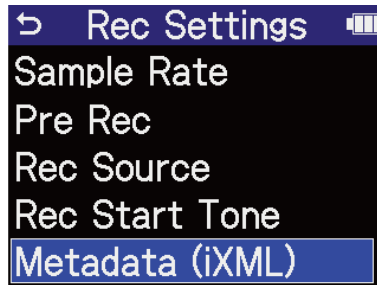 Rec Settings
Sample Rate
Pre Rec
Rec Source
Rec Start Tone
Metadata (iXML)